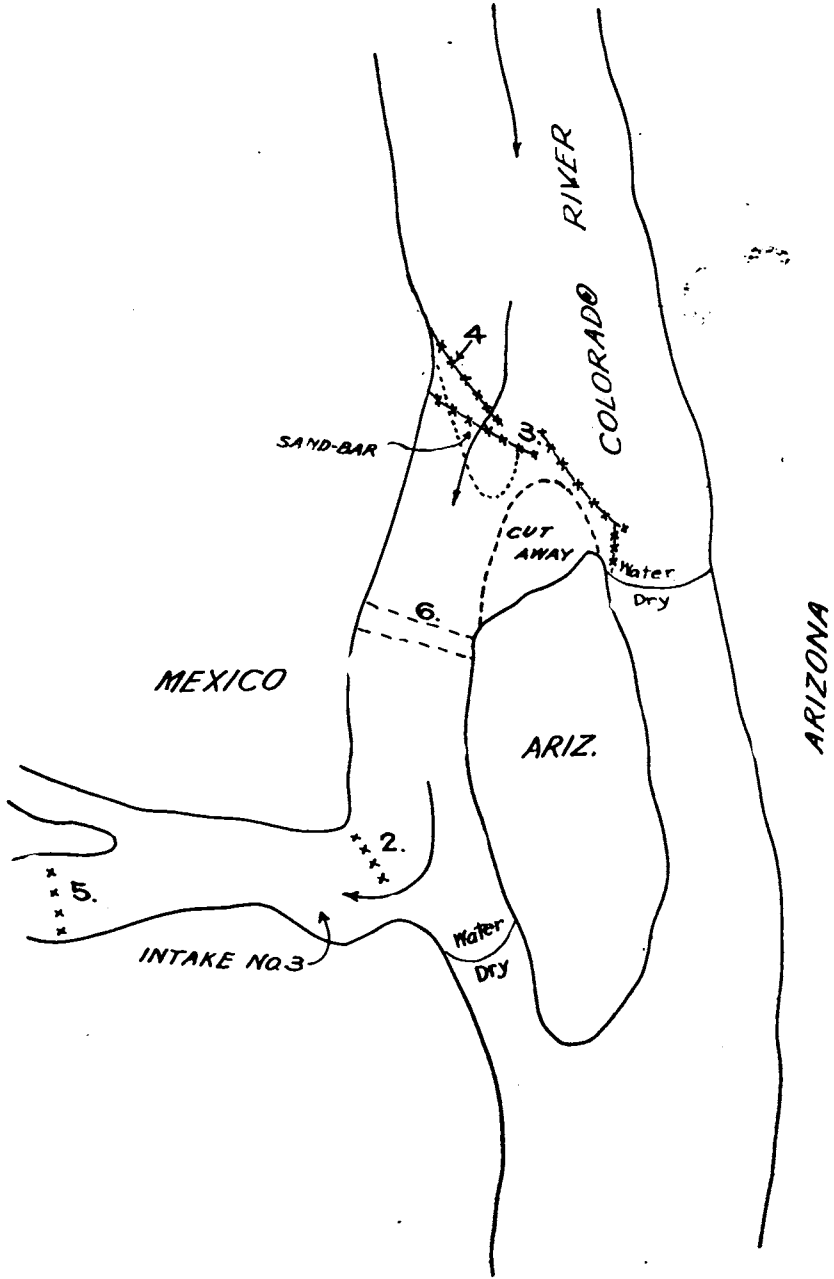 COLORADO RIVER
4
SAND-BAR
3.
CUT
AWAY
Water
Dry
6.
ARIZONA
MEXICO
ARIZ.
2.
5.
INTAKE NO.3
Water
Dry